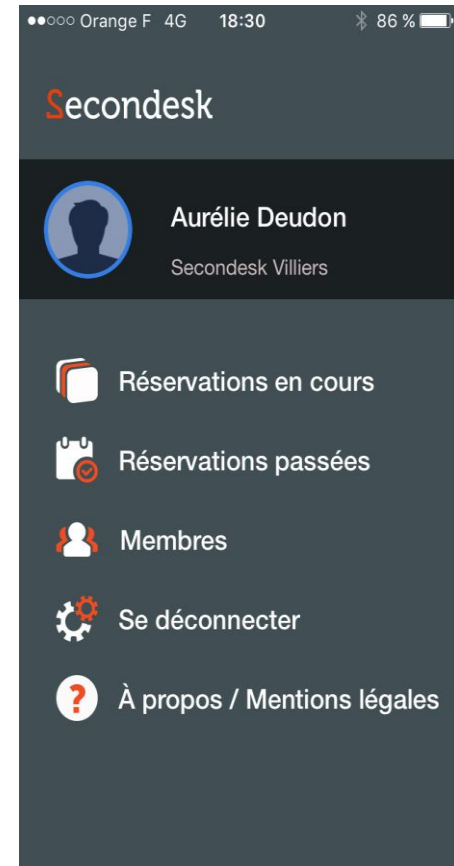 Orange F 4G 18:30 86 %
Secondesk
Aurélie Deudon
Secondesk Villiers
Réservations en cours
Réservations passées
Membres
Se déconnecter
? À propos / Mentions légales